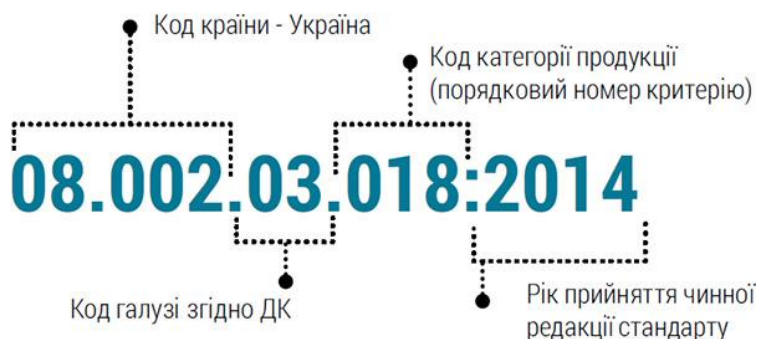 Код країни - Україна
Код категорії продукції
(порядковий номер критерію)
08.002.03.018:2014
Код галузі згідно ДК
Рік прийняття чинної
редакції стандарту